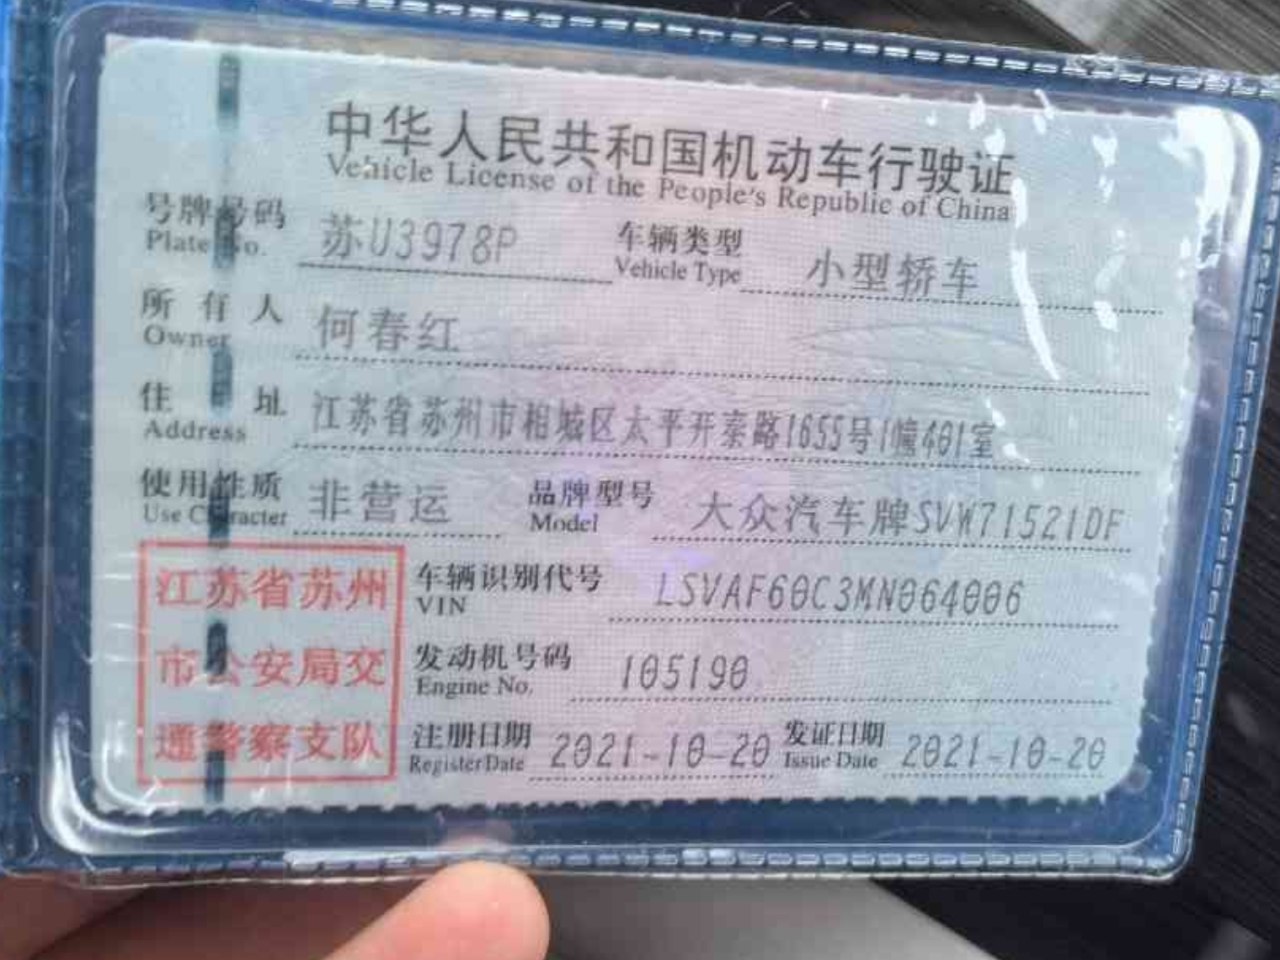 中华人民共和国机动车行驶证
Vehicle License of the People's Republic of China
号牌号码 苏U3978P 车辆类型 小型轿车
Plate No. Vehicle Type
所有人 何春红
Owner
住址 江苏省苏州市相城区太平开泰路1655号1幢401室
Address
使用性质 非营运 品牌型号 大众汽车牌SVW71521DF
Use Character Model
江苏省苏州 车辆识别代号 LSVAF60C3MN064006
VIN
市公安局交 发动机号码 105190
Engine No.
通警察支队 注册日期 2021-10-20 发证日期 2021-10-20
Register Date Issue Date